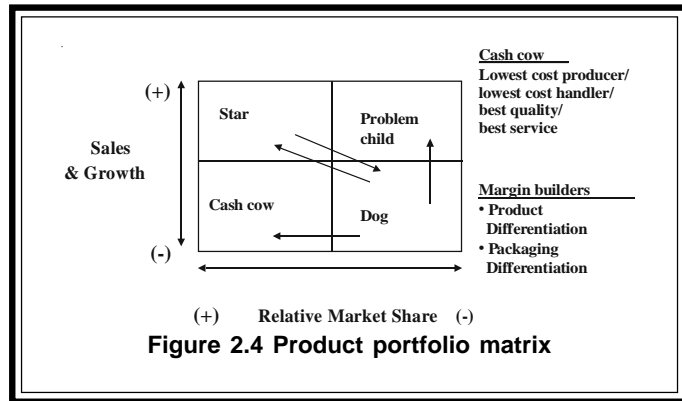 Cash cow
Lowest cost producer/
lowest cost handler/
best quality/
best service
(+)
Star
Problem
child
Sales
& Growth
Cash cow
Dog
Margin builders
• Product
Differentiation
• Packaging
Differentiation
(-)
(+) Relative Market Share (-)
Figure 2.4 Product portfolio matrix